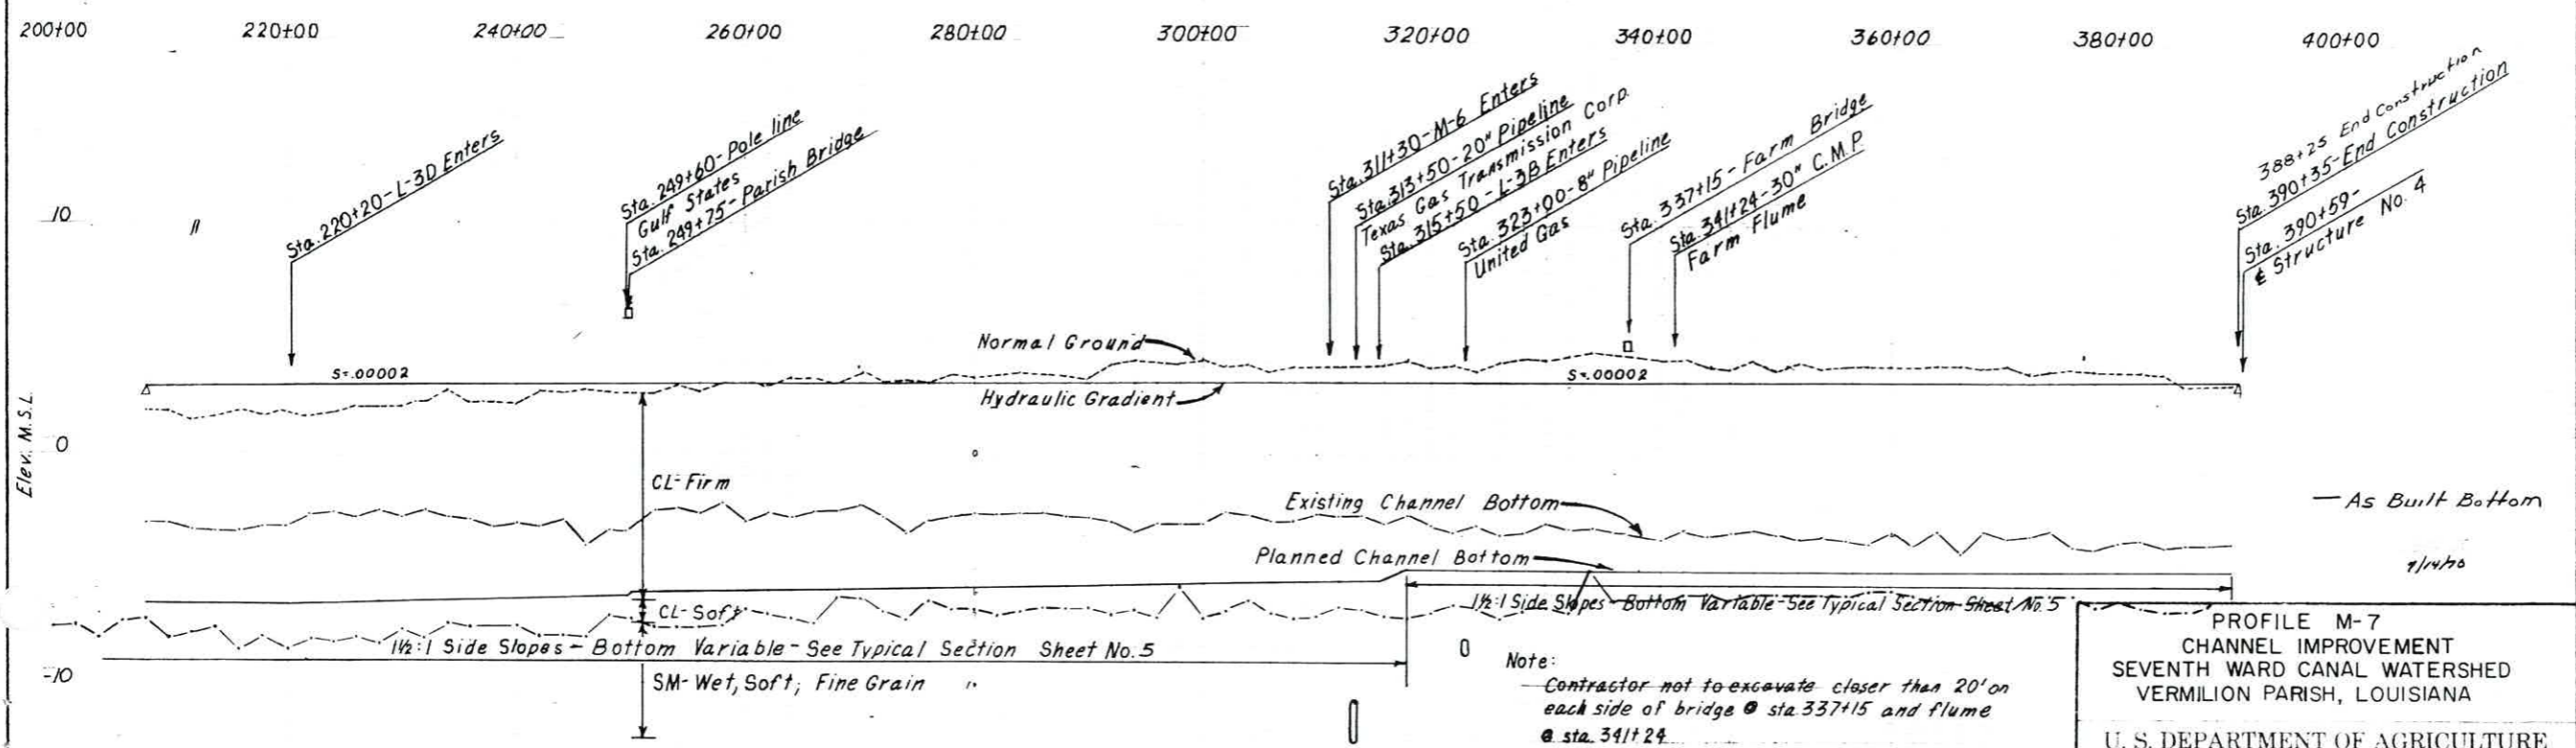 200+00 220+00 240+00 260+00 280+00 300+00 320+00 340+00 360+00 380+00 400+00
Sta. 220+20-L-3D Enters
Sta. 249+60-Pole line
Gulf States
Sta. 249+75-Parish Bridge
Sta. 311+30-M-6 Enters
Sta. 313+50-20" Pipeline
Texas Gas Transmission Corp.
Sta. 315+50-L-3B Enters
Sta. 323+00-8" Pipeline
United Gas
Sta. 337+15-Farm Bridge
Sta. 341+24-30" C.M.P.
Farm Flume
388+25 End Construction
Sta. 390+35-End Construction
Sta. 390+59-
℄ Structure No. 4
10
Normal Ground
S=.00002
S=.00002
Hydraulic Gradient
Elev. M.S.L.
0
CL-Firm
Existing Channel Bottom
As Built Bottom
Planned Channel Bottom
CL-Soft
1½:1 Side Slopes-Bottom Variable-See Typical Section Sheet No. 5
1½:1 Side Slopes-Bottom Variable-See Typical Section Sheet No. 5
-10
SM-Wet, Soft, Fine Grain
Note:
Contractor not to excavate closer than 20' on
each side of bridge @ sta. 337+15 and flume
@ sta. 341+24
PROFILE M-7
CHANNEL IMPROVEMENT
SEVENTH WARD CANAL WATERSHED
VERMILION PARISH, LOUISIANA
U. S. DEPARTMENT OF AGRICULTURE